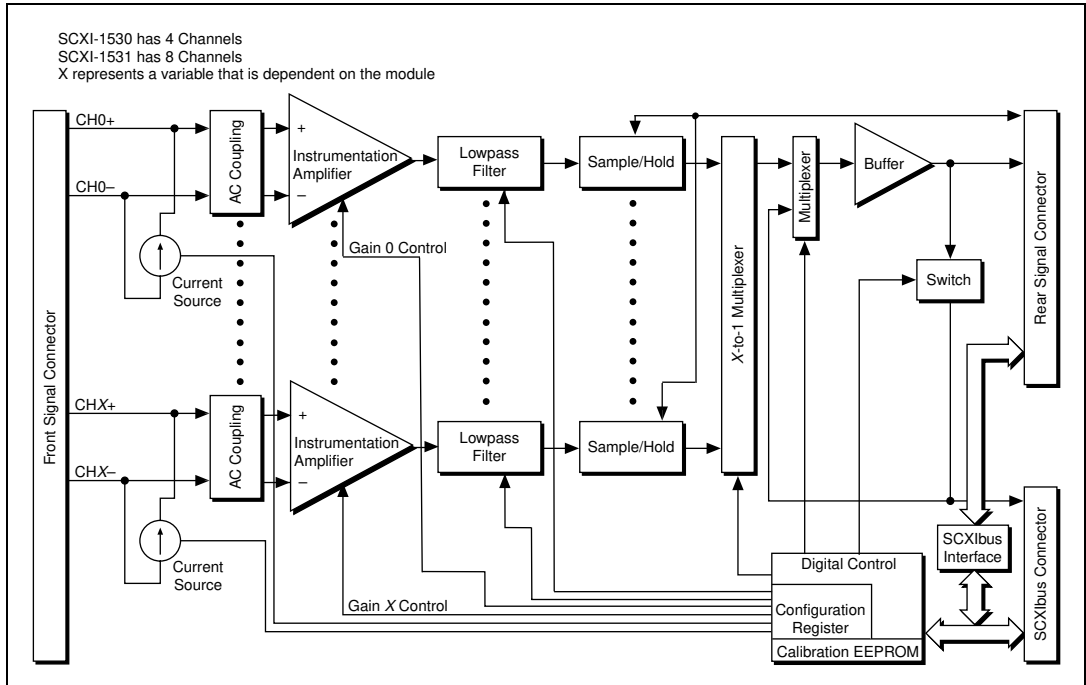 SCXI-1530 has 4 Channels
SCXI-1531 has 8 Channels
X represents a variable that is dependent on the module
Front Signal Connector
CH0+
CH0–
AC Coupling
+
–
Instrumentation
Amplifier
Lowpass
Filter
Sample/Hold
X-to-1 Multiplexer
Multiplexer
Buffer
Rear Signal Connector
Current
Source
Gain 0 Control
Switch
CHX+
CHX–
AC Coupling
+
–
Instrumentation
Amplifier
Lowpass
Filter
Sample/Hold
Current
Source
Gain X Control
Digital Control
Configuration
Register
Calibration EEPROM
SCXIbus
Interface
SCXIbus Connector